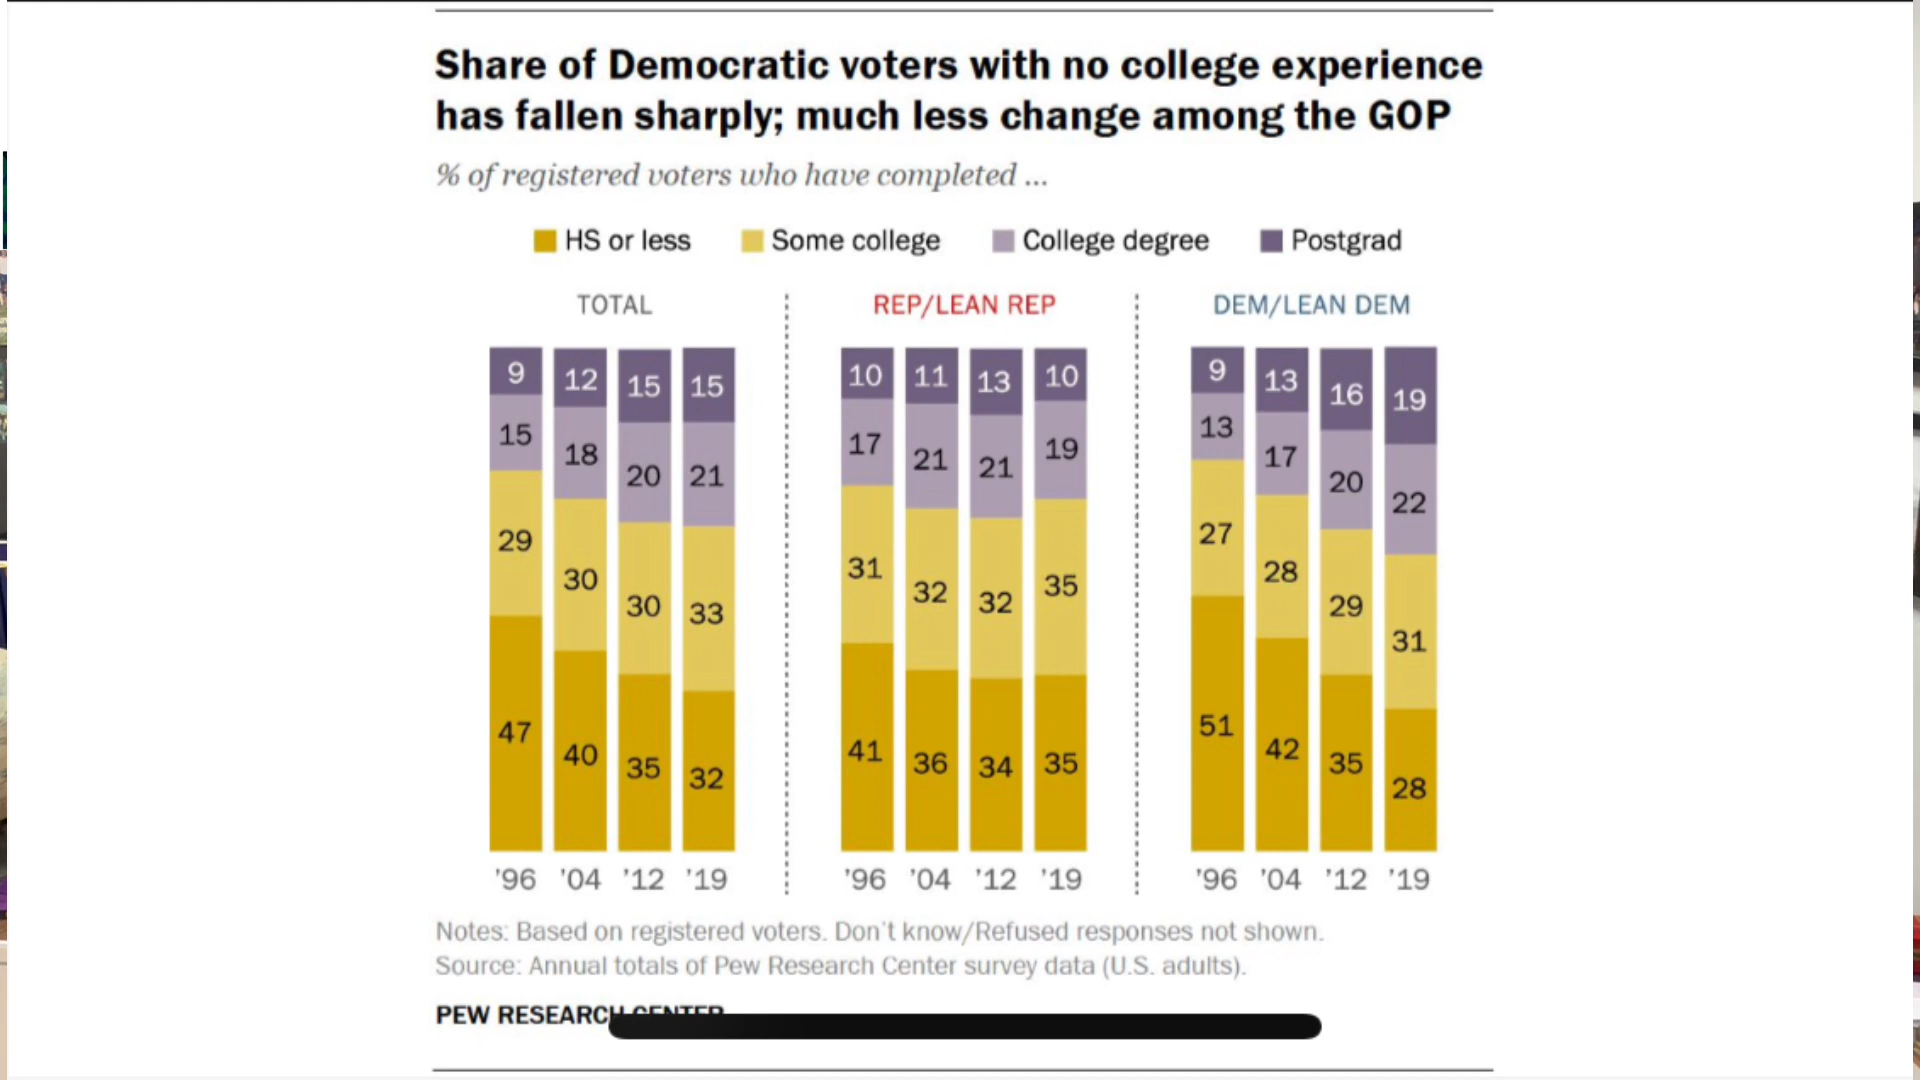 Share of Democratic voters with no college experience
has fallen sharply; much less change among the GOP
% of registered voters who have completed ...
HS or less Some college College degree Postgrad
TOTAL REP/LEAN REP DEM/LEAN DEM
9 12 15 15 10 11 13 10 9 13 16 19
15 18 20 21 17 21 21 19 13 17 20 22
29 30 30 33 31 32 32 35 27 28 29 31
47 40 35 32 41 36 34 35 51 42 35 28
'96 '04 '12 '19 '96 '04 '12 '19 '96 '04 '12 '19
Notes: Based on registered voters. Don't know/Refused responses not shown.
Source: Annual totals of Pew Research Center survey data (U.S. adults).
PEW RESEARCH CENTER